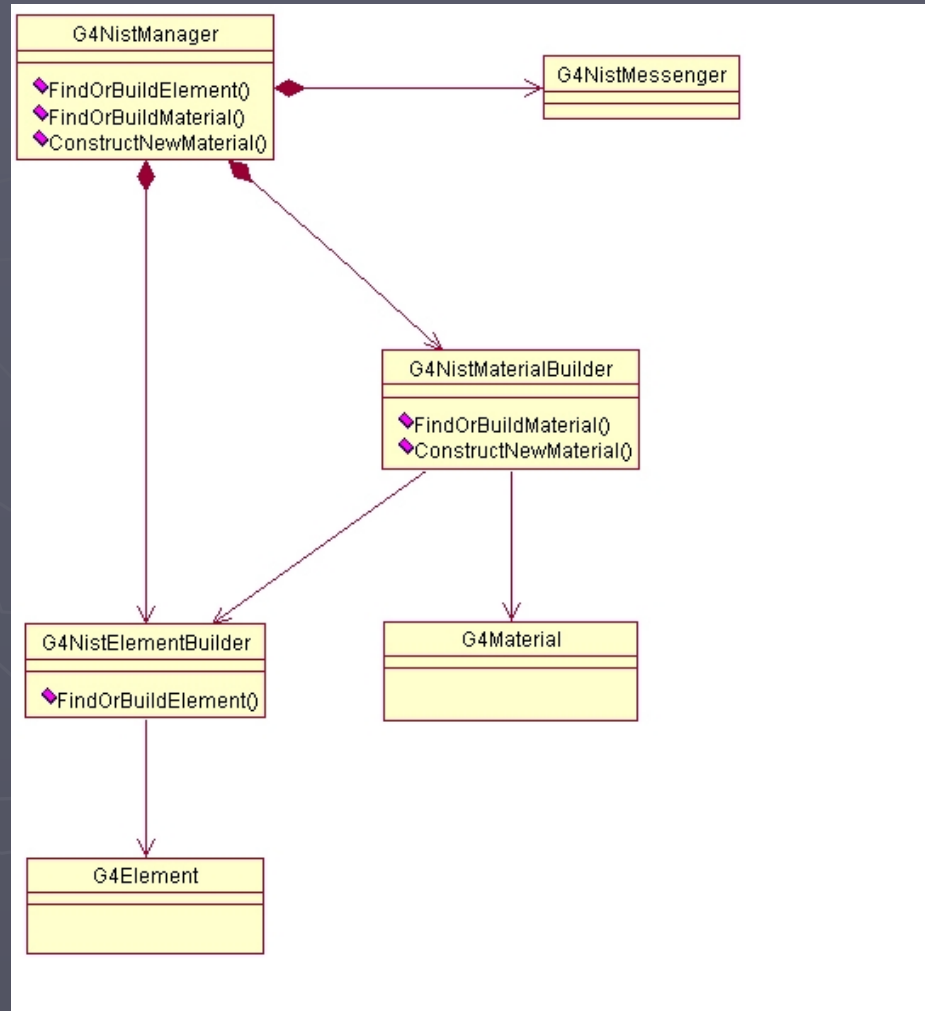 G4NistManager
FindOrBuildElement()
FindOrBuildMaterial()
ConstructNewMaterial()
G4NistMessenger
G4NistMaterialBuilder
FindOrBuildMaterial()
ConstructNewMaterial()
G4NistElementBuilder
FindOrBuildElement()
G4Material
G4Element